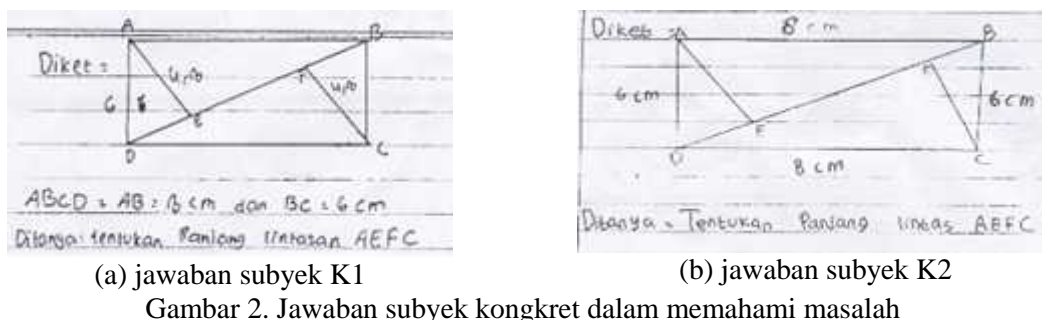 A B
Diket =
4,8
F 4,8
6
E
D C
ABCD = AB = 8 cm dan BC = 6 cm
Ditanya: tentukan Panjang lintasan AEFC
(a) jawaban subyek K1
Diket = A 8 cm B
F
6 cm 6 cm
E
D C
8 cm
Ditanya = Tentukan Panjang lintas AEFC
(b) jawaban subyek K2
Gambar 2. Jawaban subyek kongkret dalam memahami masalah